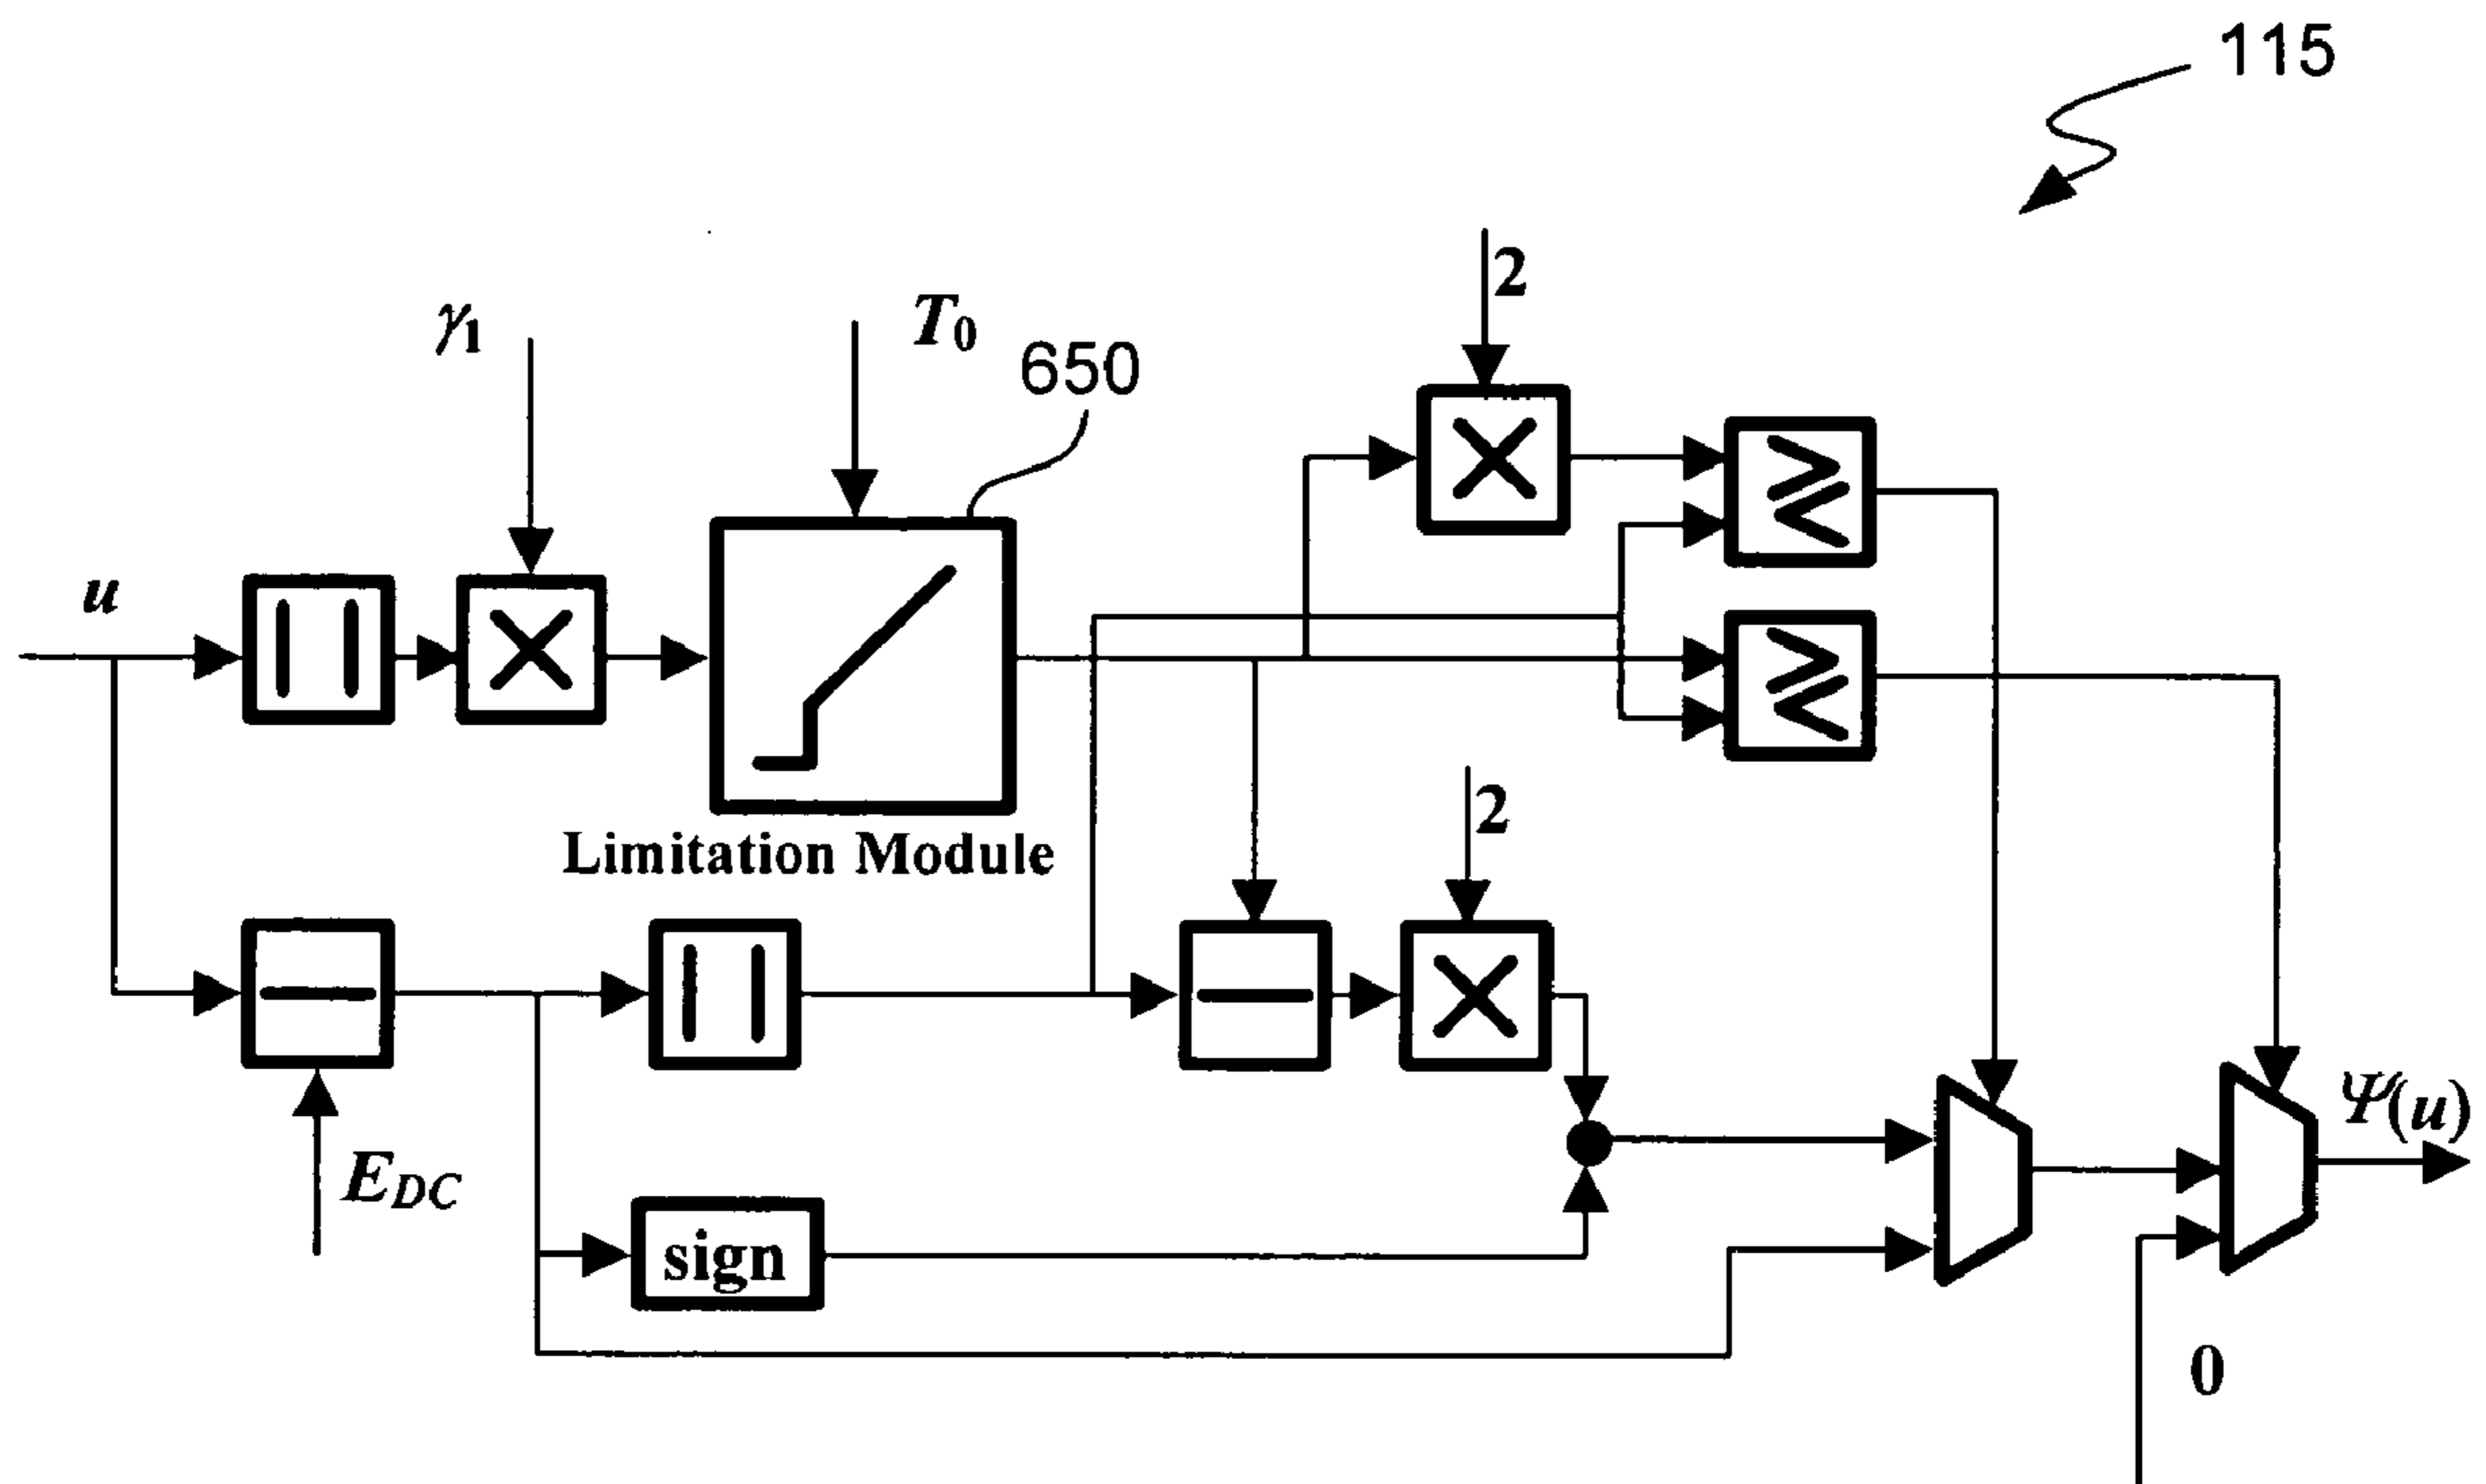 115
2
γ1
T0
650
u
2
Limitation Module
EDC
Ψ(u)
sign
0